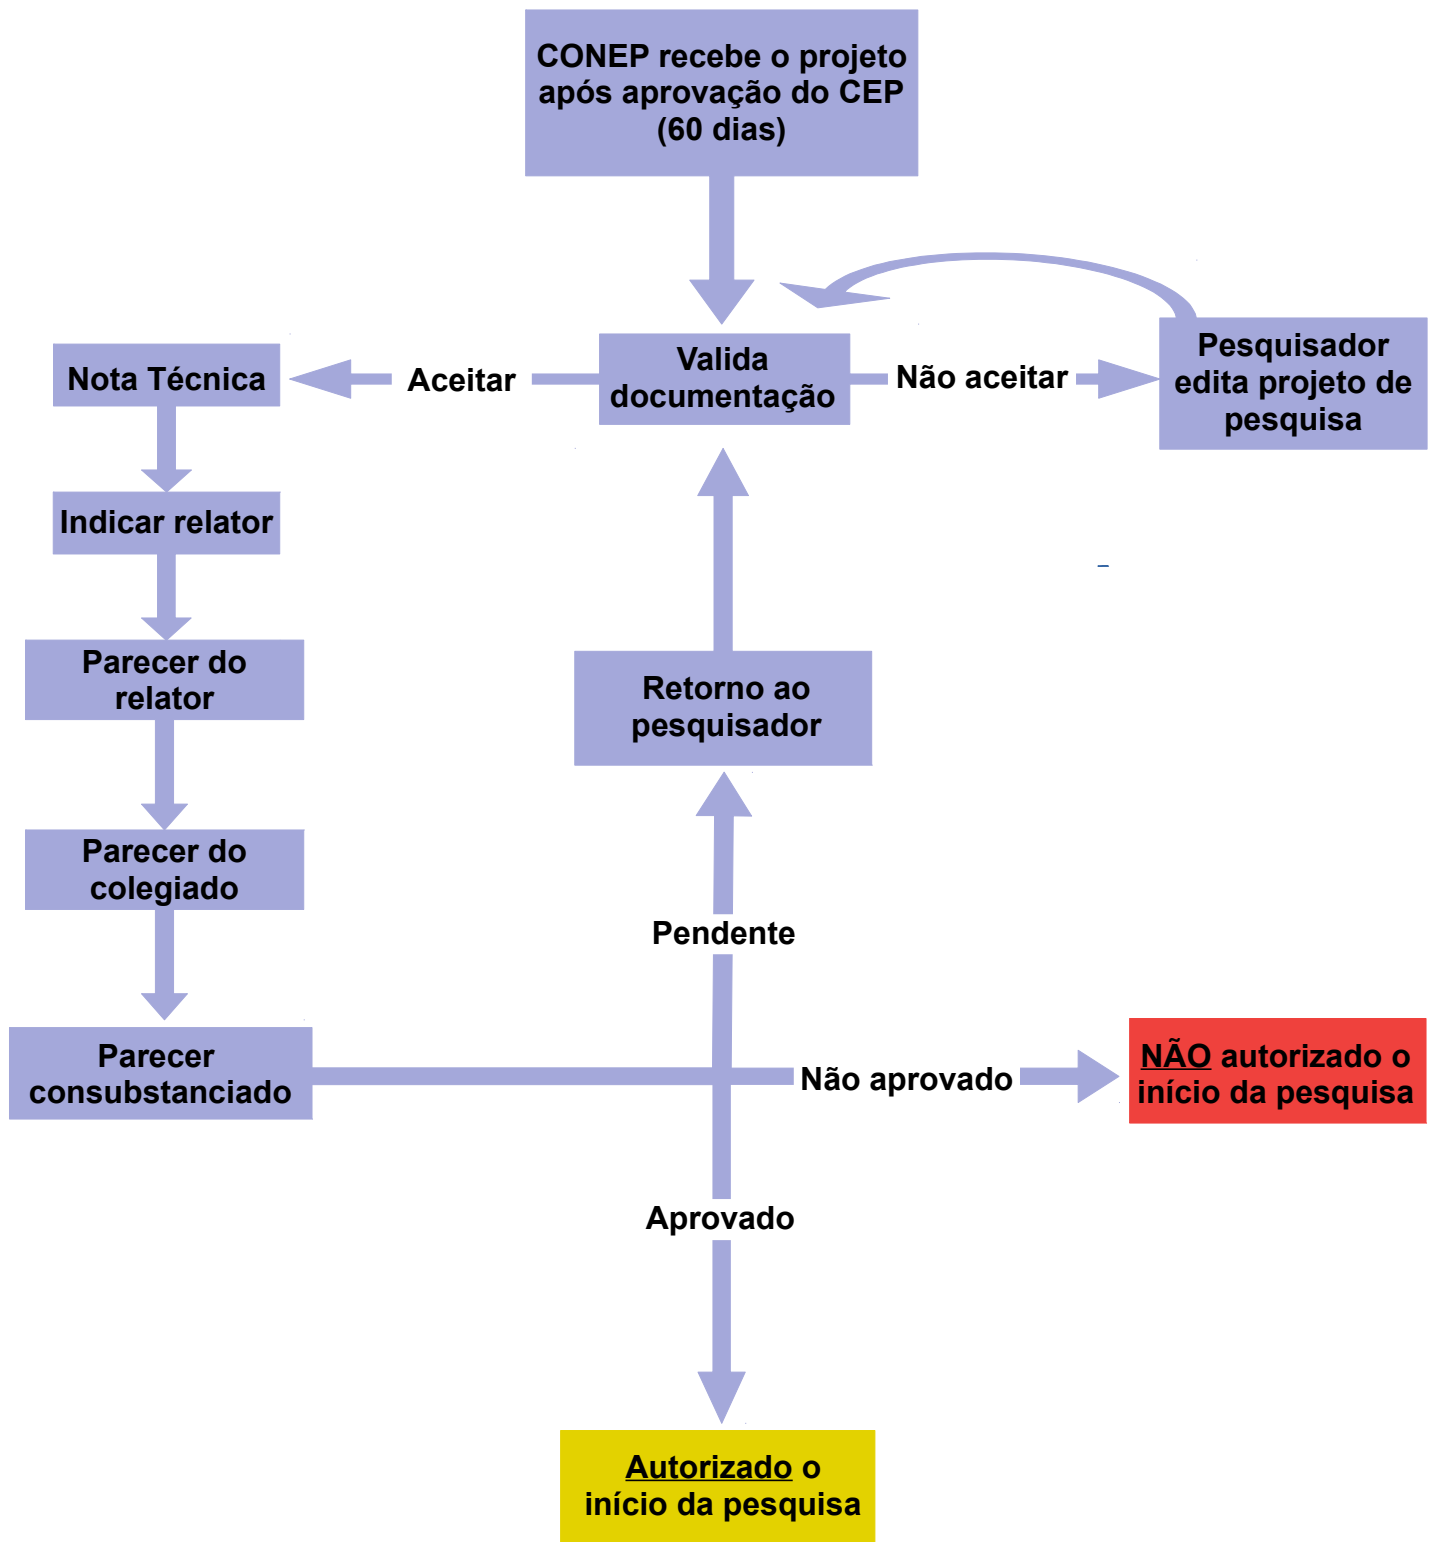 CONEP recebe o projeto
após aprovação do CEP
(60 dias)
Nota Técnica
Aceitar
Valida
documentação
Não aceitar
Pesquisador
edita projeto de
pesquisa
Indicar relator
Parecer do
relator
Retorno ao
pesquisador
Parecer do
colegiado
Pendente
Parecer
consubstanciado
Não aprovado
NÃO autorizado o
início da pesquisa
Aprovado
Autorizado o
início da pesquisa